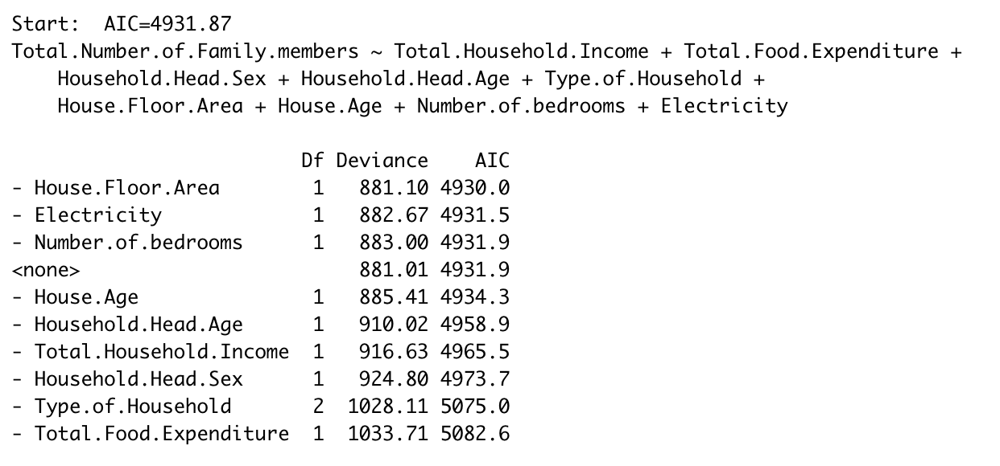 Start:  AIC=4931.87
Total.Number.of.Family.members ~ Total.Household.Income + Total.Food.Expenditure +
    Household.Head.Sex + Household.Head.Age + Type.of.Household +
    House.Floor.Area + House.Age + Number.of.bedrooms + Electricity

                         Df Deviance    AIC
- House.Floor.Area        1   881.10 4930.0
- Electricity             1   882.67 4931.5
- Number.of.bedrooms      1   883.00 4931.9
<none>                        881.01 4931.9
- House.Age               1   885.41 4934.3
- Household.Head.Age      1   910.02 4958.9
- Total.Household.Income  1   916.63 4965.5
- Household.Head.Sex      1   924.80 4973.7
- Type.of.Household       2  1028.11 5075.0
- Total.Food.Expenditure  1  1033.71 5082.6